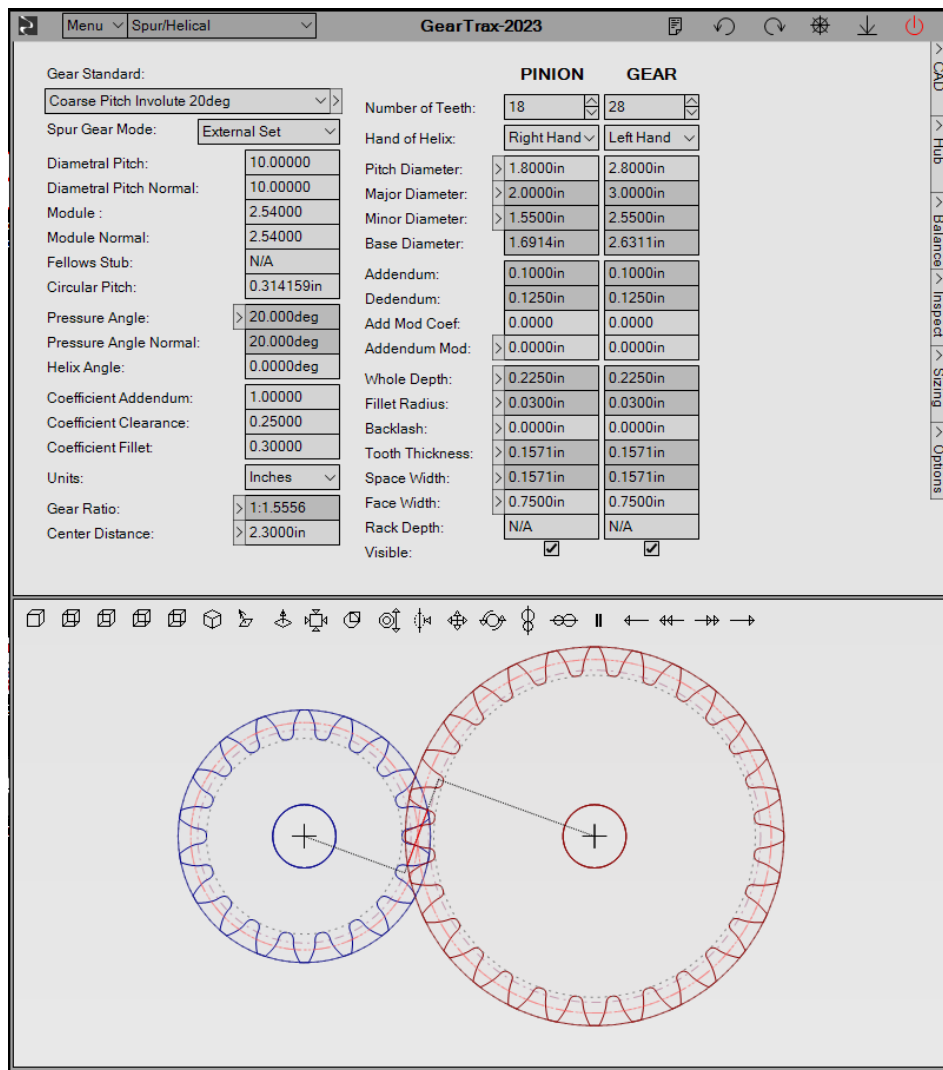 Menu Spur/Helical GearTrax-2023
Gear Standard:
Coarse Pitch Involute 20deg
Spur Gear Mode: External Set
Diametral Pitch: 10.00000
Diametral Pitch Normal: 10.00000
Module : 2.54000
Module Normal: 2.54000
Fellows Stub: N/A
Circular Pitch: 0.314159in
Pressure Angle: > 20.000deg
Pressure Angle Normal: 20.000deg
Helix Angle: 0.0000deg
Coefficient Addendum: 1.00000
Coefficient Clearance: 0.25000
Coefficient Fillet: 0.30000
Units: Inches
Gear Ratio: > 1:1.5556
Center Distance: > 2.3000in
PINION GEAR
Number of Teeth: 18 28
Hand of Helix: Right Hand Left Hand
Pitch Diameter: > 1.8000in 2.8000in
Major Diameter: > 2.0000in 3.0000in
Minor Diameter: > 1.5500in 2.5500in
Base Diameter: 1.6914in 2.6311in
Addendum: 0.1000in 0.1000in
Dedendum: 0.1250in 0.1250in
Add Mod Coef: 0.0000 0.0000
Addendum Mod: > 0.0000in 0.0000in
Whole Depth: > 0.2250in 0.2250in
Fillet Radius: > 0.0300in 0.0300in
Backlash: > 0.0000in 0.0000in
Tooth Thickness: > 0.1571in 0.1571in
Space Width: > 0.1571in 0.1571in
Face Width: > 0.7500in 0.7500in
Rack Depth: N/A N/A
Visible:
> CAD
> Hub
> Balance
> Inspect
> Sizing
> Options